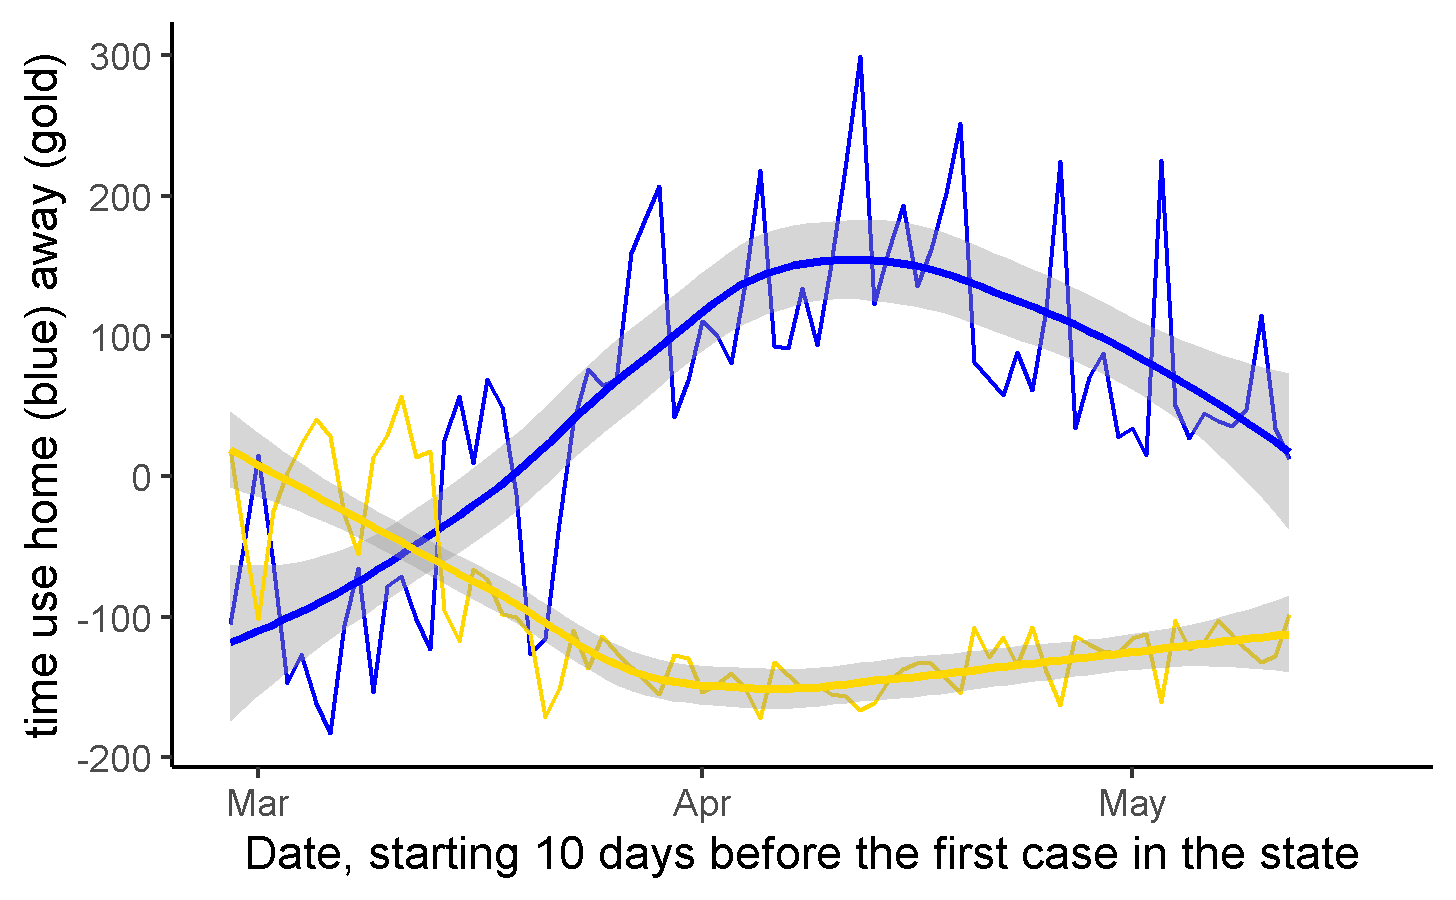 time use home (blue) away (gold)
300
200
100
0
-100
-200
Mar
Apr
May
Date, starting 10 days before the first case in the state